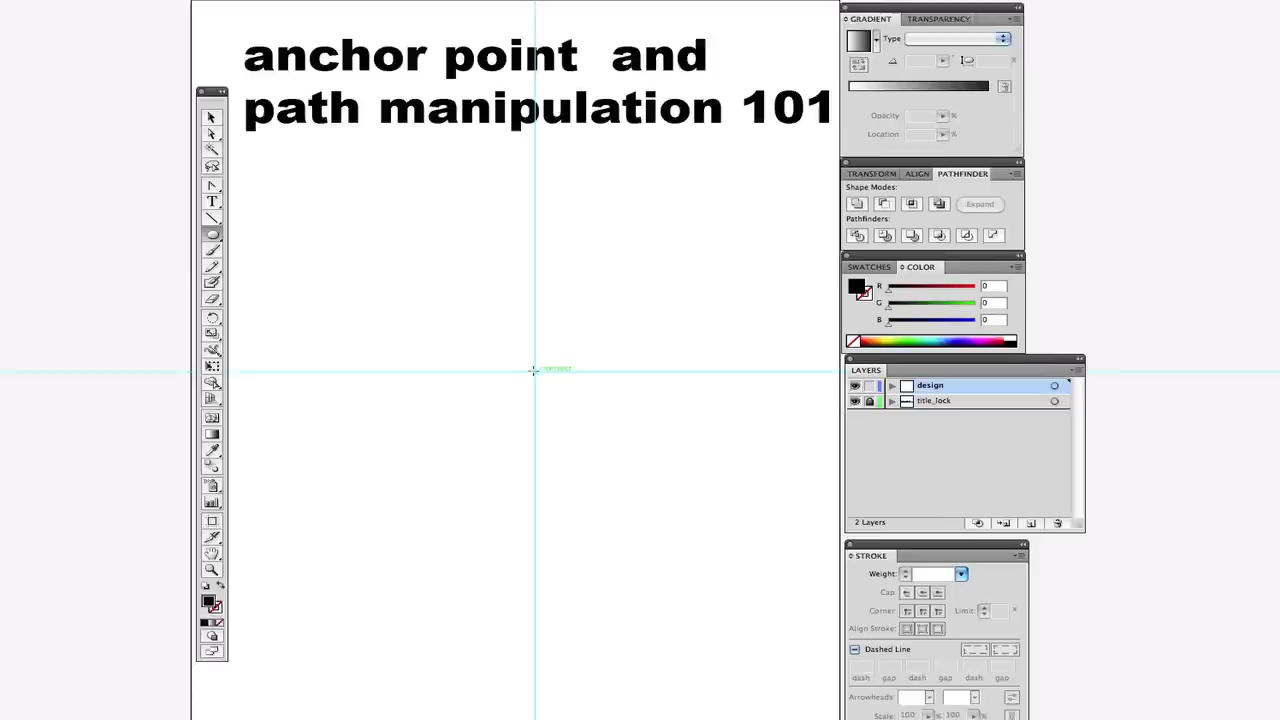 anchor point and
path manipulation 101
GRADIENT TRANSPARENCY
Type
Opacity %
Location %
TRANSFORM ALIGN PATHFINDER
Shape Modes:
Expand
Pathfinders:
SWATCHES COLOR
R 0
G 0
B 0
LAYERS
design
title_lock
2 Layers
STROKE
Weight:
Cap:
Corner: Limit: x
Align Stroke:
Dashed Line
dash gap dash gap dash gap
Arrowheads:
Scale: 100 % 100 %